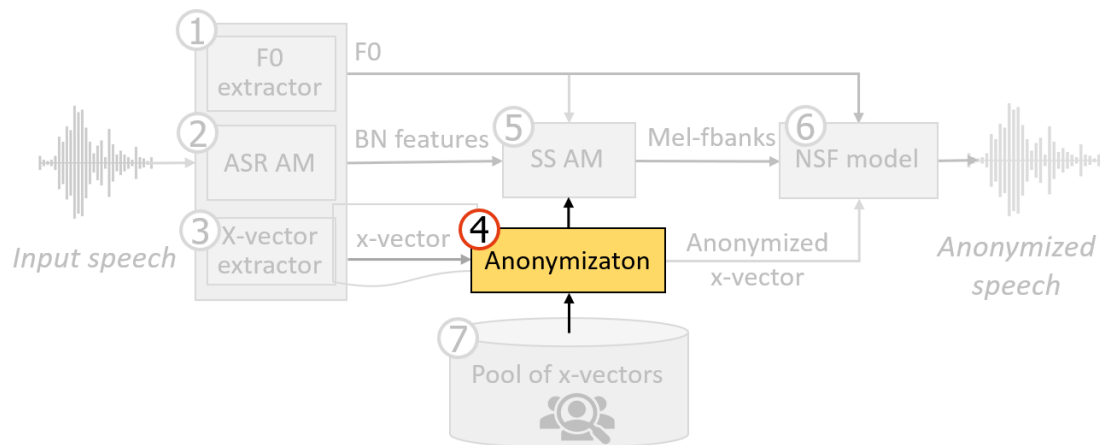 1
F0
extractor
F0
2
ASR AM
BN features
5
SS AM
Mel-fbanks
6
NSF model
3
X-vector
extractor
x-vector
4
Anonymizaton
Anonymized
x-vector
Input speech
Anonymized
speech
7
Pool of x-vectors